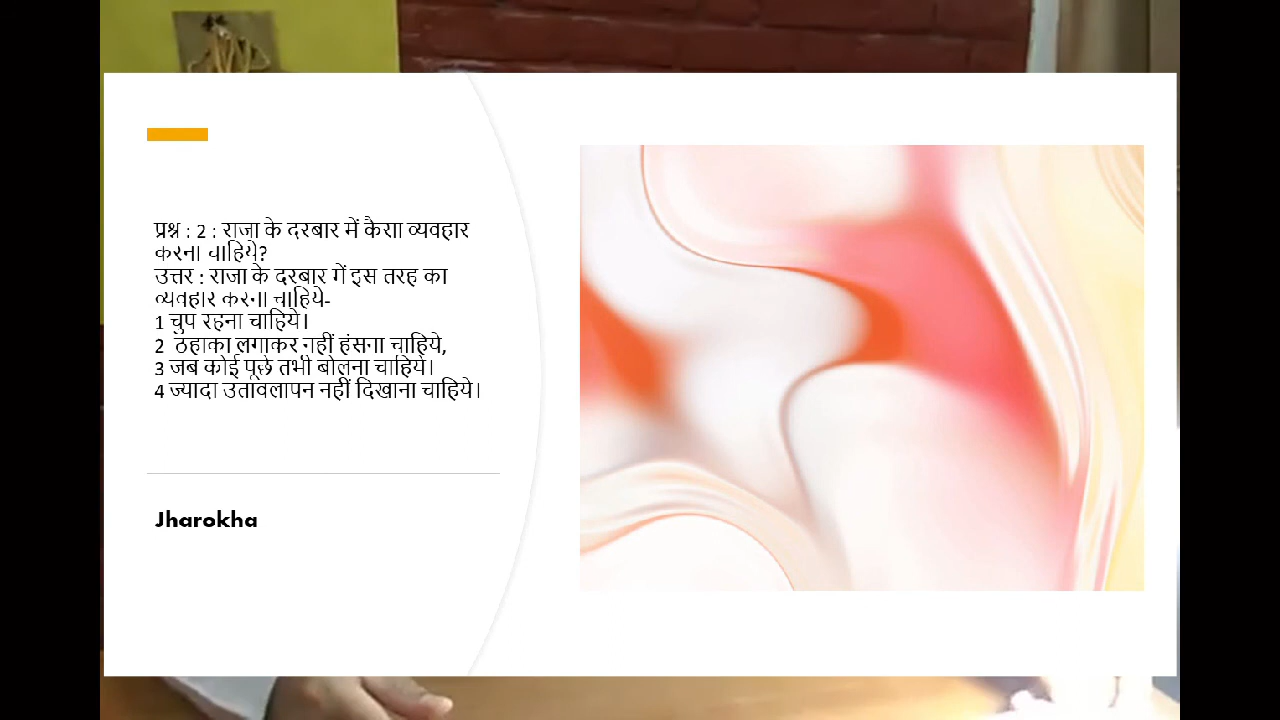 प्रश्न : 2 : राजा के दरबार में कैसा व्यवहार
करना चाहिये?
उत्तर : राजा के दरबार में इस तरह का
व्यवहार करना चाहिये-
1 चुप रहना चाहिये।
2 ठहाका लगाकर नहीं हंसना चाहिये,
3 जब कोई पूछे तभी बोलना चाहिये।
4 ज्यादा उतावलापन नहीं दिखाना चाहिये।
Jharokha